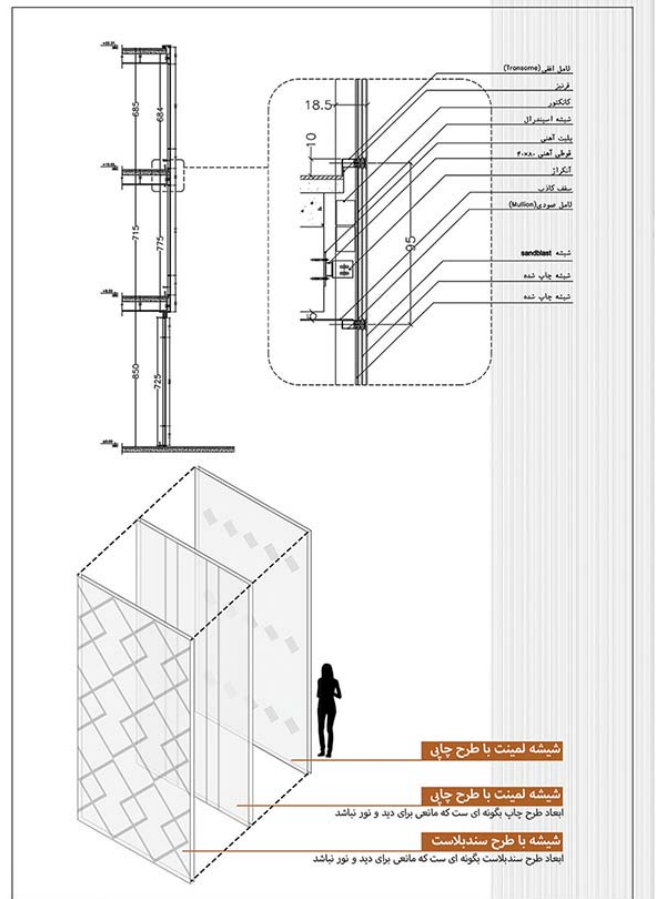 685
684
715
775
850
725
18.5
10
95
لامل افقی (Transome)
قرنیز
کانکتور
شیشه اسپندرال
پلیت آهنی
قوطی آهنی ۸۰×۴۰
آنکراژ
سقف کاذب
لامل عمودی (Mullion)
شیشه sandblast
شیشه چاپ شده
شیشه چاپ شده
شیشه لمینت با طرح چاپی
شیشه لمینت با طرح چاپی
ابعاد طرح چاپ بگونه ای ست که مانعی برای دید و نور نباشد
شیشه با طرح سندبلاست
ابعاد طرح سندبلاست بگونه ای ست که مانعی برای دید و نور نباشد